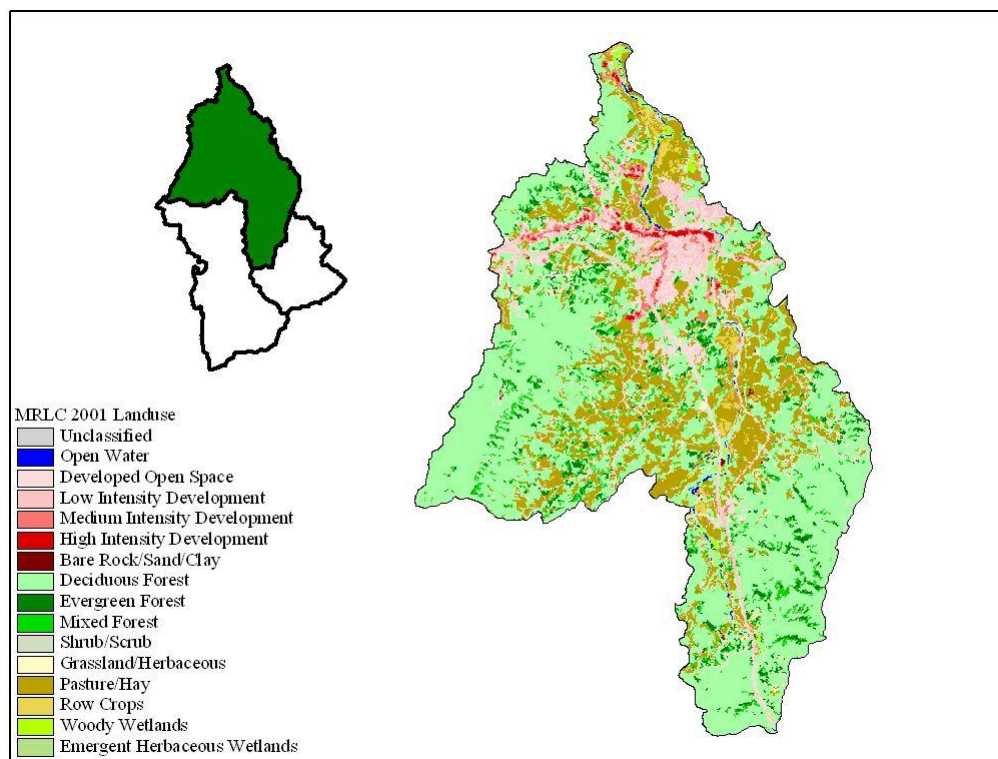 MRLC 2001 Landuse
Unclassified
Open Water
Developed Open Space
Low Intensity Development
Medium Intensity Development
High Intensity Development
Bare Rock/Sand/Clay
Deciduous Forest
Evergreen Forest
Mixed Forest
Shrub/Scrub
Grassland/Herbaceous
Pasture/Hay
Row Crops
Woody Wetlands
Emergent Herbaceous Wetlands